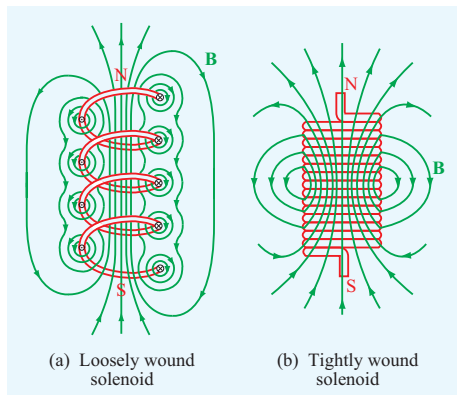 N
B
S
(a) Loosely wound
solenoid
N
B
S
(b) Tightly wound
solenoid